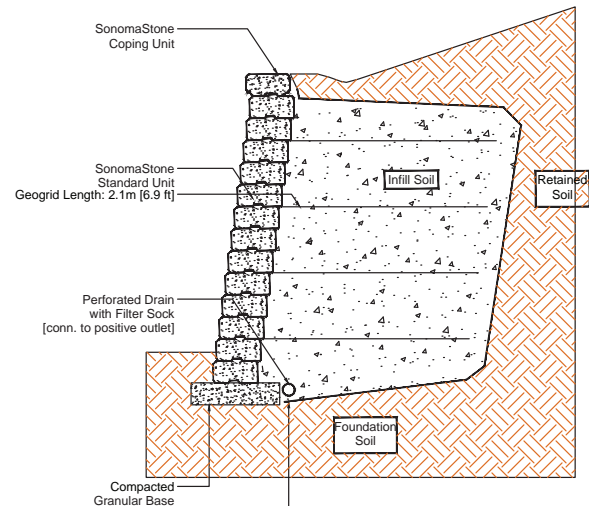 SonomaStone
Coping Unit
SonomaStone
Standard Unit
Geogrid Length: 2.1m [6.9 ft]
Infill Soil
Retained
Soil
Perforated Drain
with Filter Sock
[conn. to positive outlet]
Foundation
Soil
Compacted
Granular Base